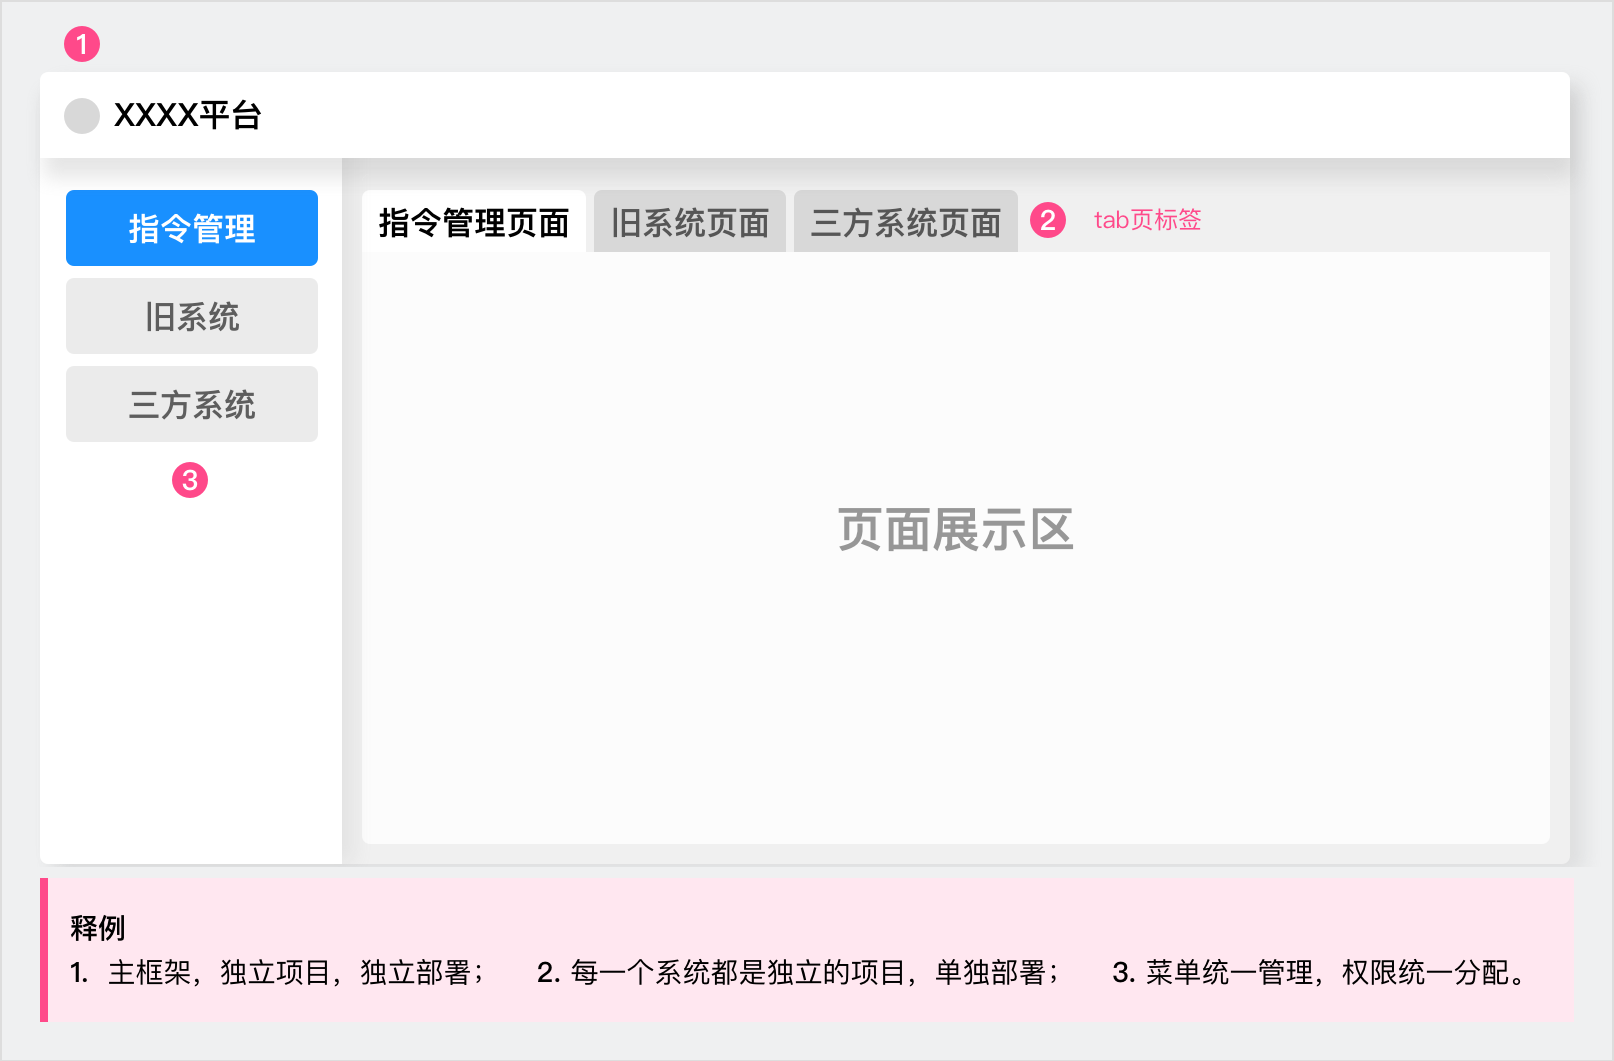 1
XXXX平台
指令管理
旧系统
三方系统
3
指令管理页面 旧系统页面 三方系统页面 2 tab页标签
页面展示区
释例
1. 主框架，独立项目，独立部署； 2. 每一个系统都是独立的项目，单独部署； 3. 菜单统一管理，权限统一分配。